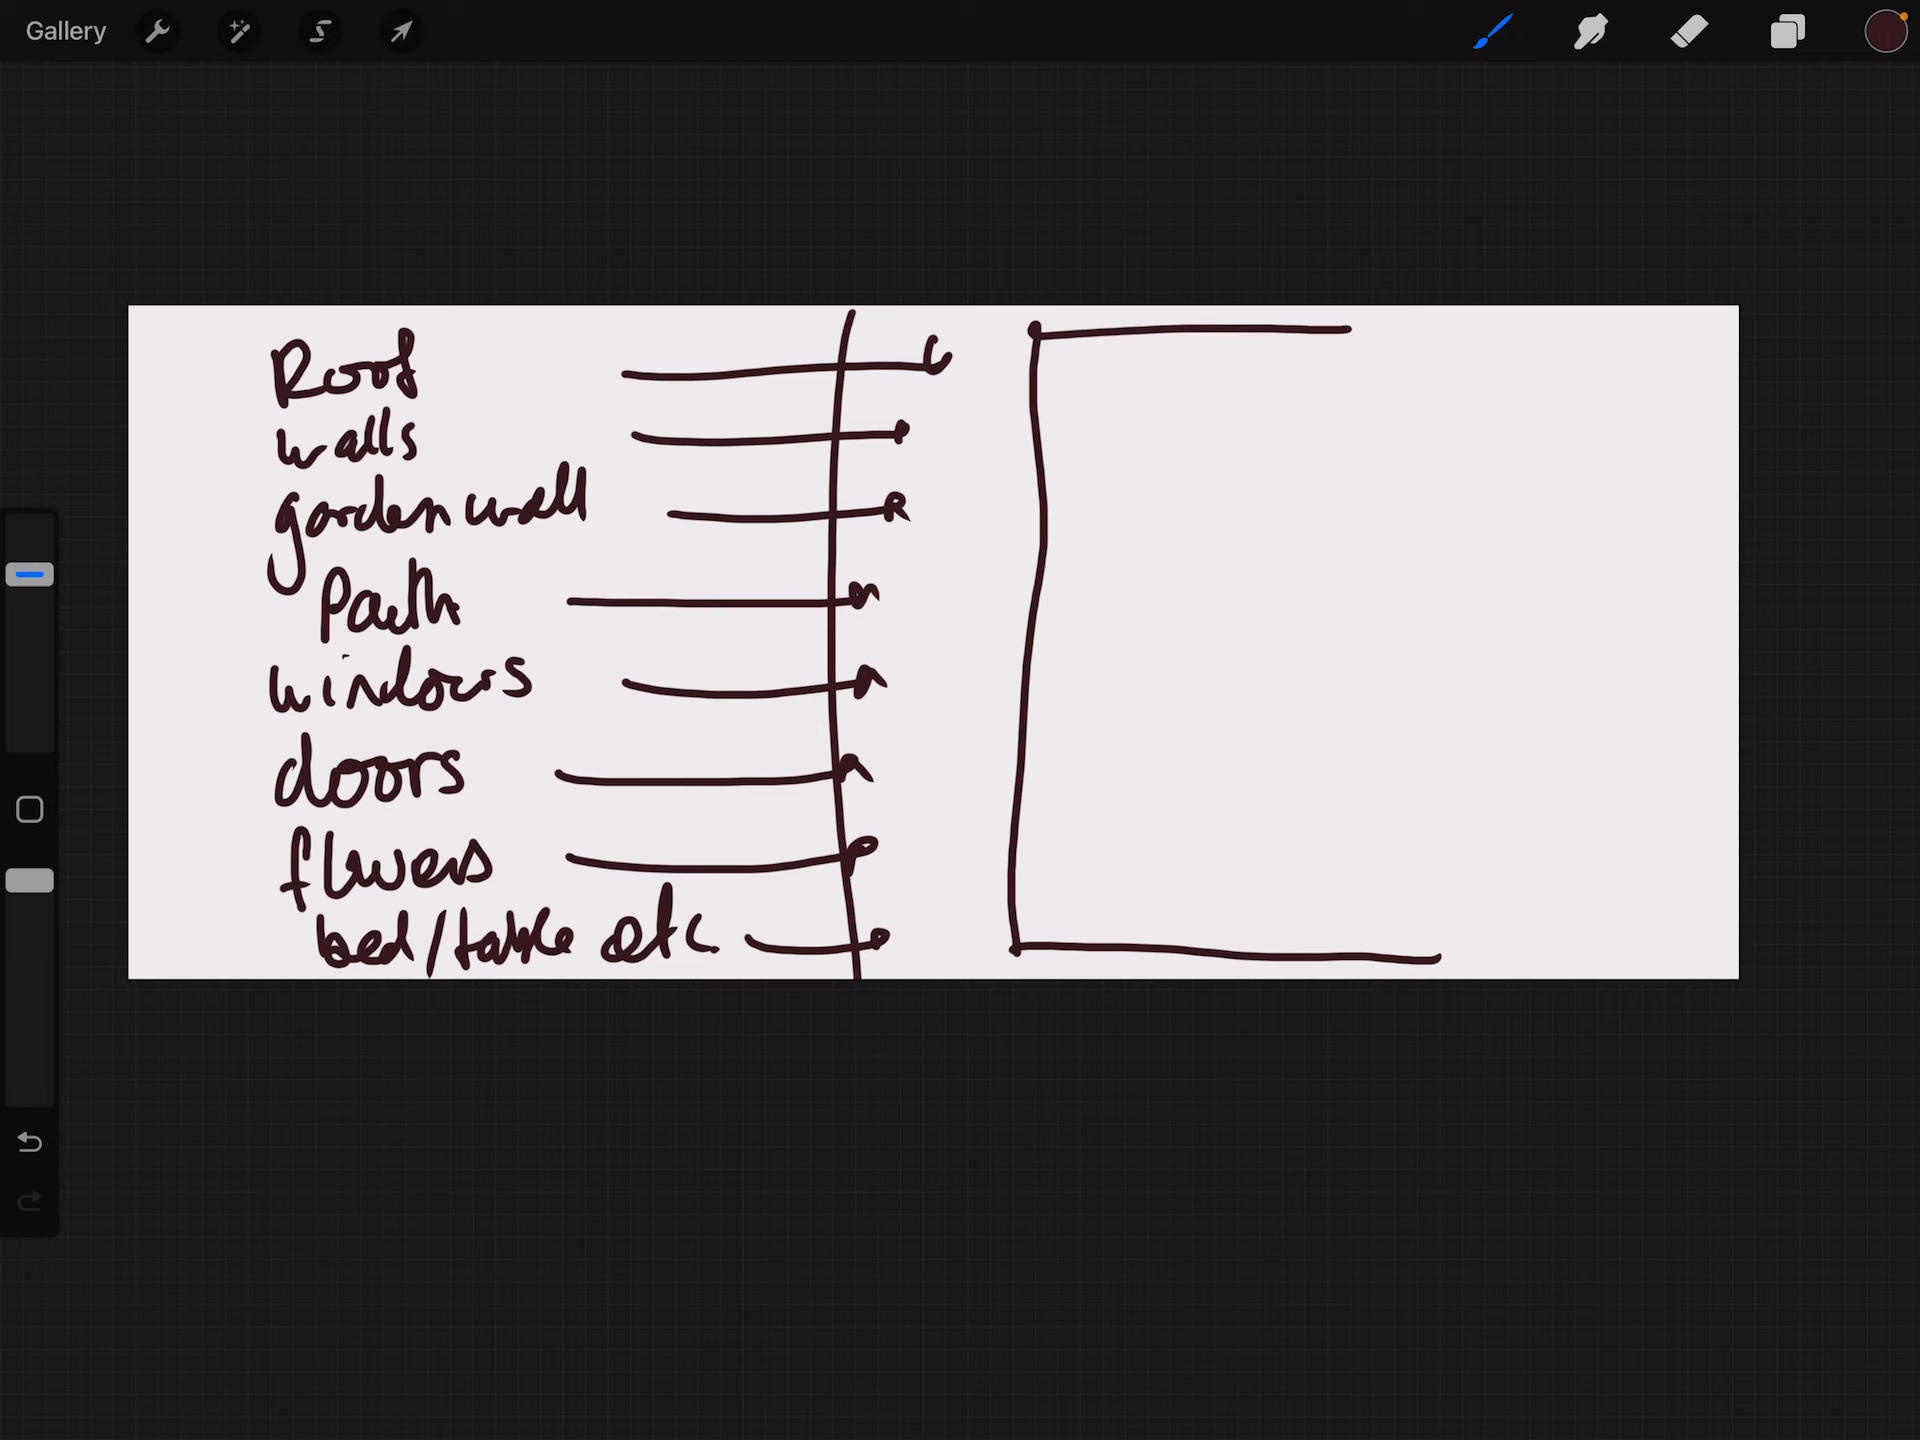 Gallery
Roof
walls
garden wall
Path
windows
doors
flowers
bed/table etc